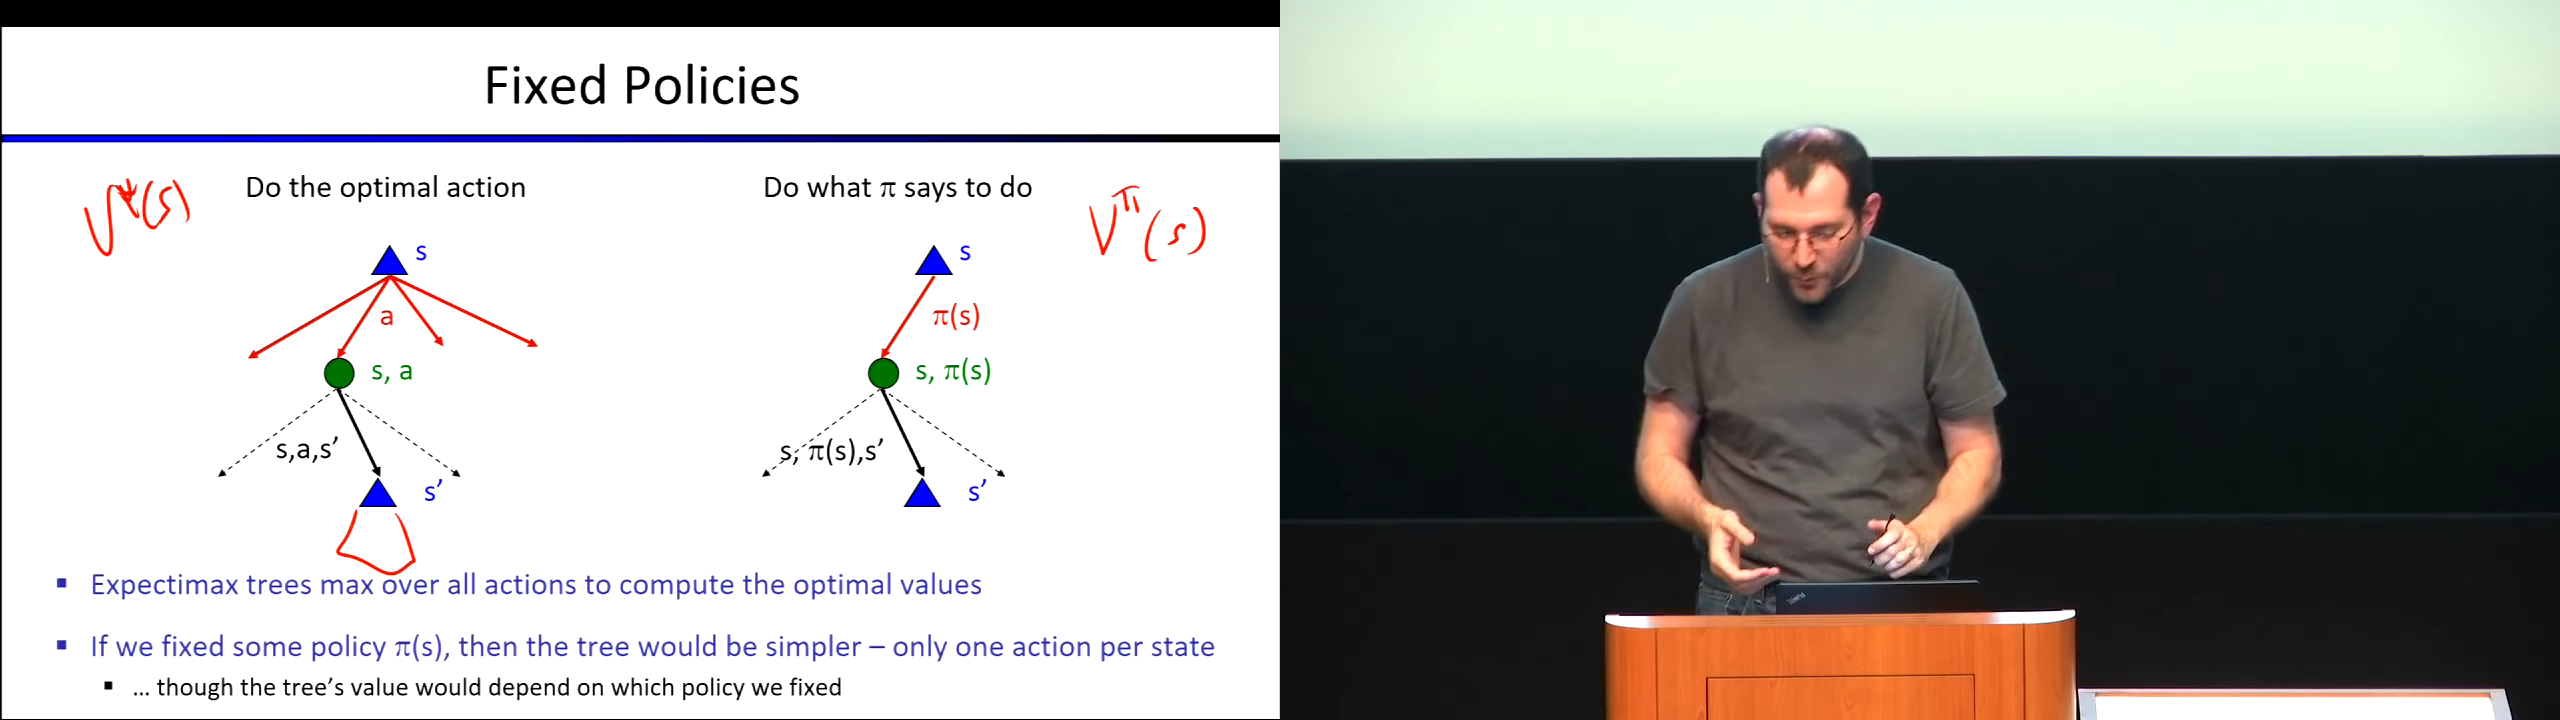 Fixed Policies
Do the optimal action
Do what π says to do
V*(s)
V^π(s)
s
s
a
π(s)
s, a
s, π(s)
s,a,s’
s, π(s),s’
s’
s’
▪ Expectimax trees max over all actions to compute the optimal values
▪ If we fixed some policy π(s), then the tree would be simpler – only one action per state
▪ … though the tree’s value would depend on which policy we fixed